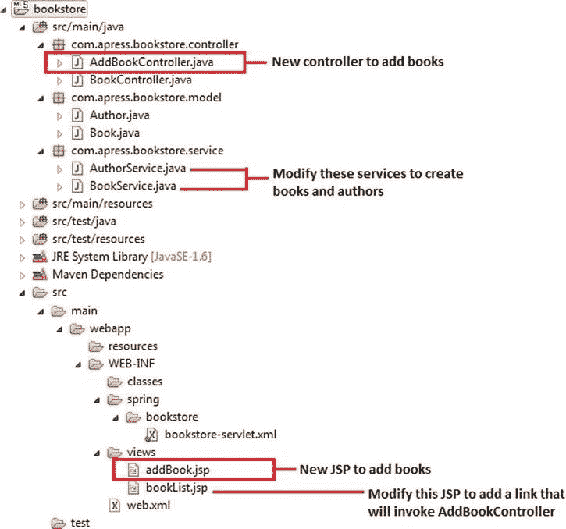 bookstore
src/main/java
com.apress.bookstore.controller
AddBookController.java
New controller to add books
BookController.java
com.apress.bookstore.model
Author.java
Book.java
com.apress.bookstore.service
AuthorService.java
BookService.java
Modify these services to create
books and authors
src/main/resources
src/test/java
src/test/resources
JRE System Library [JavaSE-1.6]
Maven Dependencies
src
main
webapp
resources
WEB-INF
classes
spring
bookstore
bookstore-servlet.xml
views
addBook.jsp
New JSP to add books
bookList.jsp
Modify this JSP to add a link that
will invoke AddBookController
web.xml
test